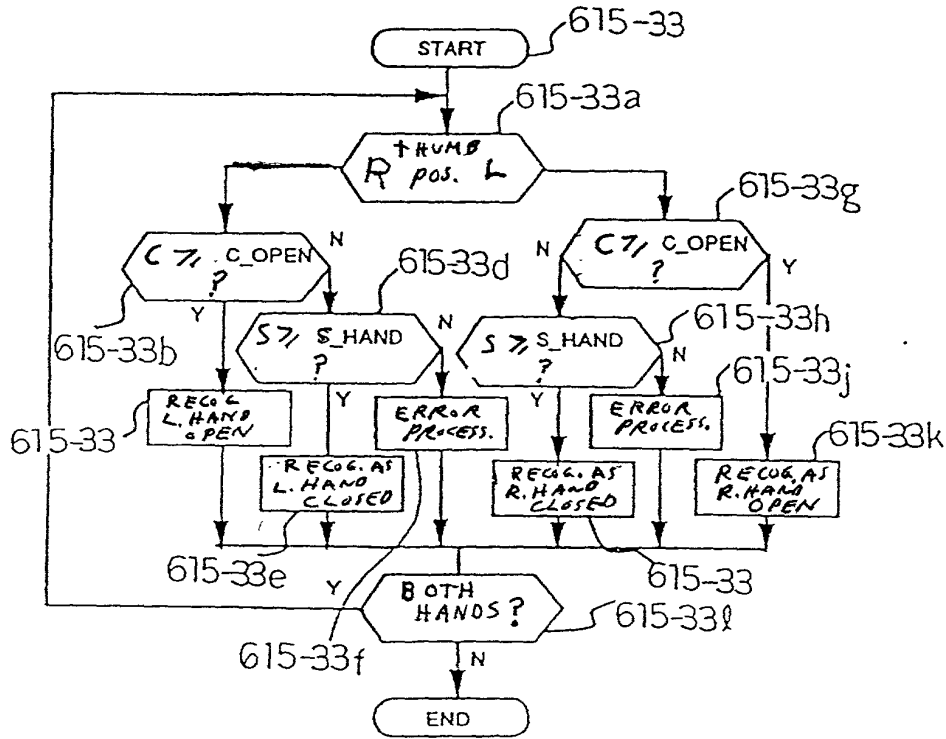 615-33
START
615-33a
THUMB
R POS. L
615-33g
C ≥ C_OPEN
?
N
Y
615-33d
N
C ≥ C_OPEN
?
Y
615-33b
S ≥ S_HAND
?
N
Y
615-33h
S ≥ S_HAND
?
N
Y
615-33j
615-33
RECOG
L. HAND
OPEN
ERROR
PROCESS.
ERROR
PROCESS.
615-33k
RECOG. AS
L. HAND
CLOSED
RECOG. AS
R. HAND
CLOSED
RECOG. AS
R. HAND
OPEN
615-33e
615-33
Y
BOTH
HANDS?
615-33l
615-33f
N
END